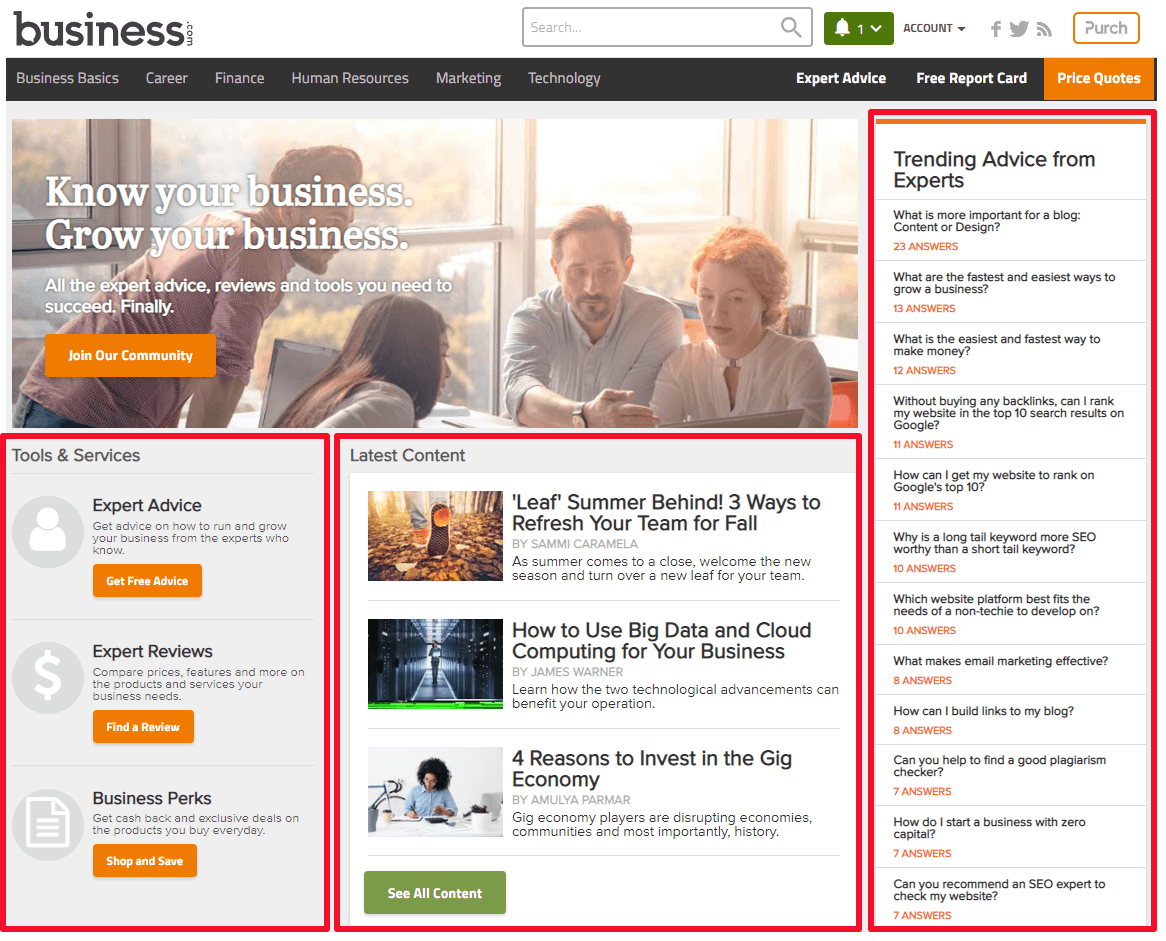 business.com
Search...
1
ACCOUNT
Purch
Business Basics
Career
Finance
Human Resources
Marketing
Technology
Expert Advice
Free Report Card
Price Quotes
Know your business.
Grow your business.
All the expert advice, reviews and tools you need to
succeed. Finally.
Join Our Community
Tools & Services
Expert Advice
Get advice on how to run and grow
your business from the experts who
know.
Get Free Advice
Expert Reviews
Compare prices, features and more on
the products and services your
business needs.
Find a Review
Business Perks
Get cash back and exclusive deals on
the products you buy everyday.
Shop and Save
Latest Content
'Leaf' Summer Behind! 3 Ways to
Refresh Your Team for Fall
BY SAMMI CARAMELA
As summer comes to a close, welcome the new
season and turn over a new leaf for your team.
How to Use Big Data and Cloud
Computing for Your Business
BY JAMES WARNER
Learn how the two technological advancements can
benefit your operation.
4 Reasons to Invest in the Gig
Economy
BY AMULYA PARMAR
Gig economy players are disrupting economies,
communities and most importantly, history.
See All Content
Trending Advice from
Experts
What is more important for a blog:
Content or Design?
23 ANSWERS
What are the fastest and easiest ways to
grow a business?
13 ANSWERS
What is the easiest and fastest way to
make money?
12 ANSWERS
Without buying any backlinks, can I rank
my website in the top 10 search results on
Google?
11 ANSWERS
How can I get my website to rank on
Google's top 10?
11 ANSWERS
Why is a long tail keyword more SEO
worthy than a short tail keyword?
10 ANSWERS
Which website platform best fits the
needs of a non-techie to develop on?
10 ANSWERS
What makes email marketing effective?
8 ANSWERS
How can I build links to my blog?
8 ANSWERS
Can you help to find a good plagiarism
checker?
7 ANSWERS
How do I start a business with zero
capital?
7 ANSWERS
Can you recommend an SEO expert to
check my website?
7 ANSWERS